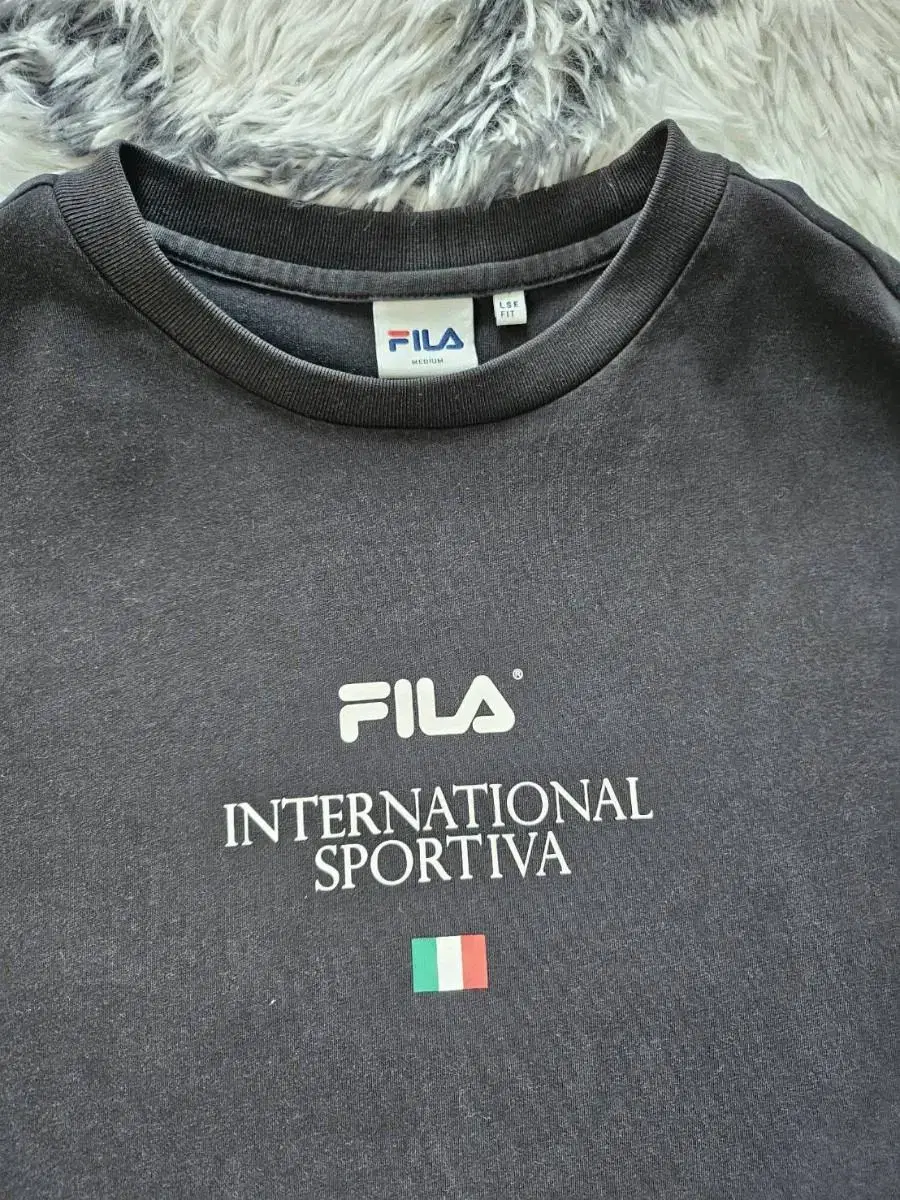 FILA
MEDIUM
LSE
FIT
FILA®
INTERNATIONAL
SPORTIVA